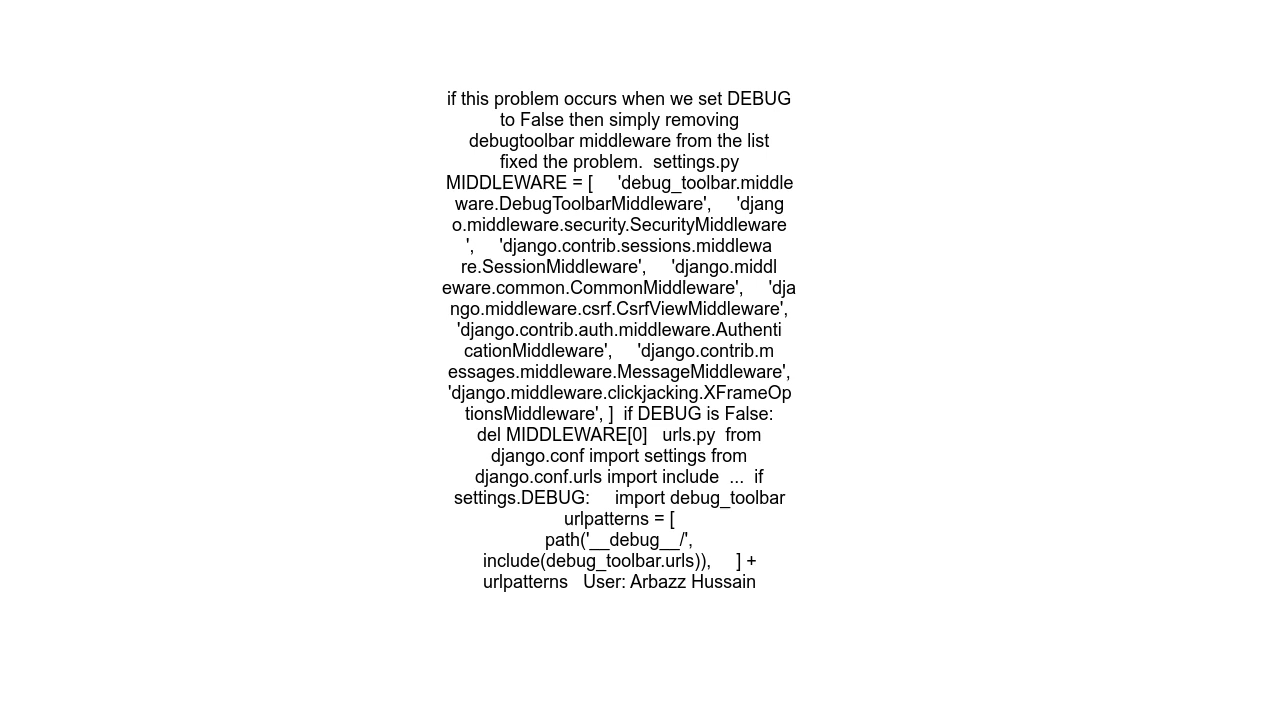 if this problem occurs when we set DEBUG
to False then simply removing
debugtoolbar middleware from the list
fixed the problem.  settings.py
MIDDLEWARE = [     'debug_toolbar.middle
ware.DebugToolbarMiddleware',     'djang
o.middleware.security.SecurityMiddleware
',     'django.contrib.sessions.middlewa
re.SessionMiddleware',     'django.middl
eware.common.CommonMiddleware',     'dja
ngo.middleware.csrf.CsrfViewMiddleware',
'django.contrib.auth.middleware.Authenti
cationMiddleware',     'django.contrib.m
essages.middleware.MessageMiddleware',
'django.middleware.clickjacking.XFrameOp
tionsMiddleware', ]  if DEBUG is False:
del MIDDLEWARE[0]   urls.py  from
django.conf import settings from
django.conf.urls import include  ...  if
settings.DEBUG:     import debug_toolbar
urlpatterns = [
path('__debug__/',
include(debug_toolbar.urls)),     ] +
urlpatterns   User: Arbazz Hussain